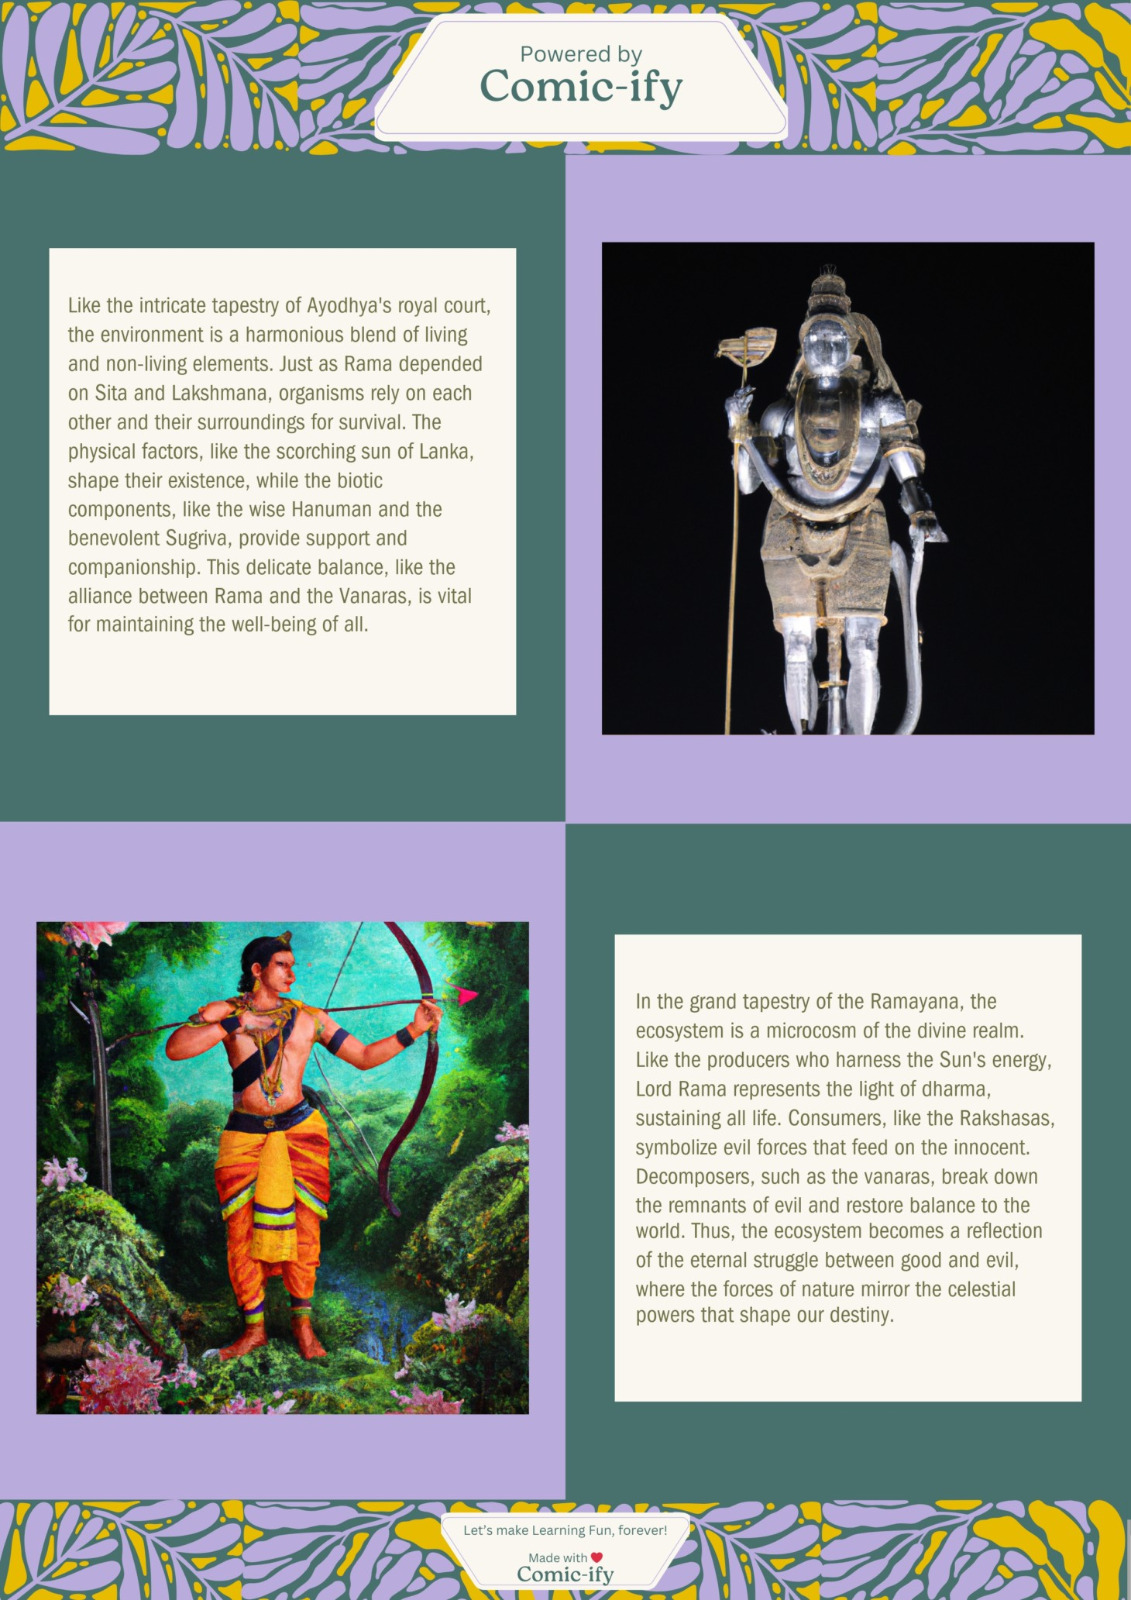 Powered by
Comic-ify
Like the intricate tapestry of Ayodhya's royal court,
the environment is a harmonious blend of living
and non-living elements. Just as Rama depended
on Sita and Lakshmana, organisms rely on each
other and their surroundings for survival. The
physical factors, like the scorching sun of Lanka,
shape their existence, while the biotic
components, like the wise Hanuman and the
benevolent Sugriva, provide support and
companionship. This delicate balance, like the
alliance between Rama and the Vanaras, is vital
for maintaining the well-being of all.
In the grand tapestry of the Ramayana, the
ecosystem is a microcosm of the divine realm.
Like the producers who harness the Sun's energy,
Lord Rama represents the light of dharma,
sustaining all life. Consumers, like the Rakshasas,
symbolize evil forces that feed on the innocent.
Decomposers, such as the vanaras, break down
the remnants of evil and restore balance to the
world. Thus, the ecosystem becomes a reflection
of the eternal struggle between good and evil,
where the forces of nature mirror the celestial
powers that shape our destiny.
Let's make Learning Fun, forever!
Made with ❤
Comic-ify